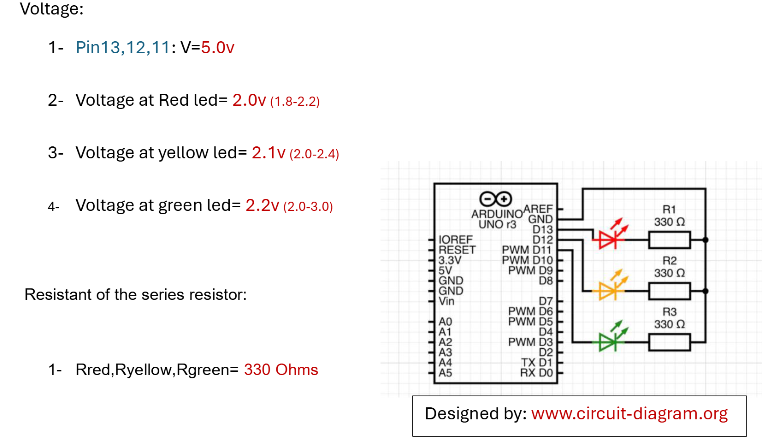 Voltage:
1- Pin13,12,11: V=5.0v
2- Voltage at Red led= 2.0v (1.8-2.2)
3- Voltage at yellow led= 2.1v (2.0-2.4)
4- Voltage at green led= 2.2v (2.0-3.0)
Resistant of the series resistor:
1- Rred,Ryellow,Rgreen= 330 Ohms
ARDUINO
UNO r3
IOREF
RESET
3.3V
5V
GND
GND
Vin
A0
A1
A2
A3
A4
A5
AREF
GND
D13
D12
PWM D11
PWM D10
PWM D9
D8
D7
PWM D6
PWM D5
D4
PWM D3
D2
TX D1
RX D0
R1
330 Ω
R2
330 Ω
R3
330 Ω
Designed by: www.circuit-diagram.org